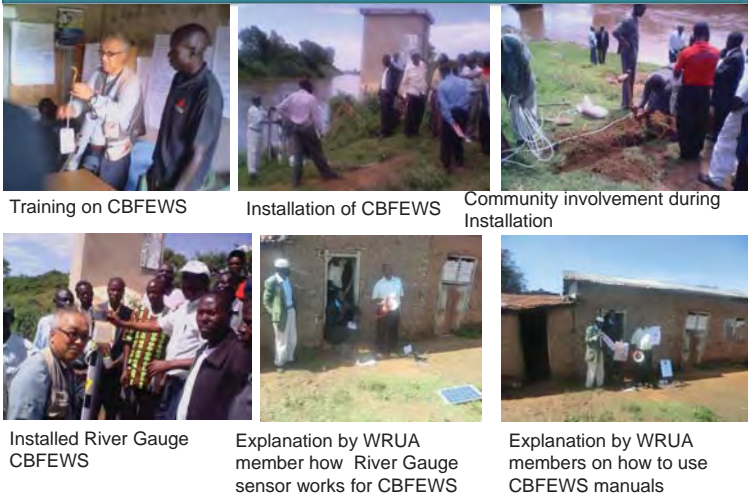 Training on CBFEWS
Installation of CBFEWS
Community involvement during
Installation
Installed River Gauge
CBFEWS
Explanation by WRUA
member how River Gauge
sensor works for CBFEWS
Explanation by WRUA
members on how to use
CBFEWS manuals